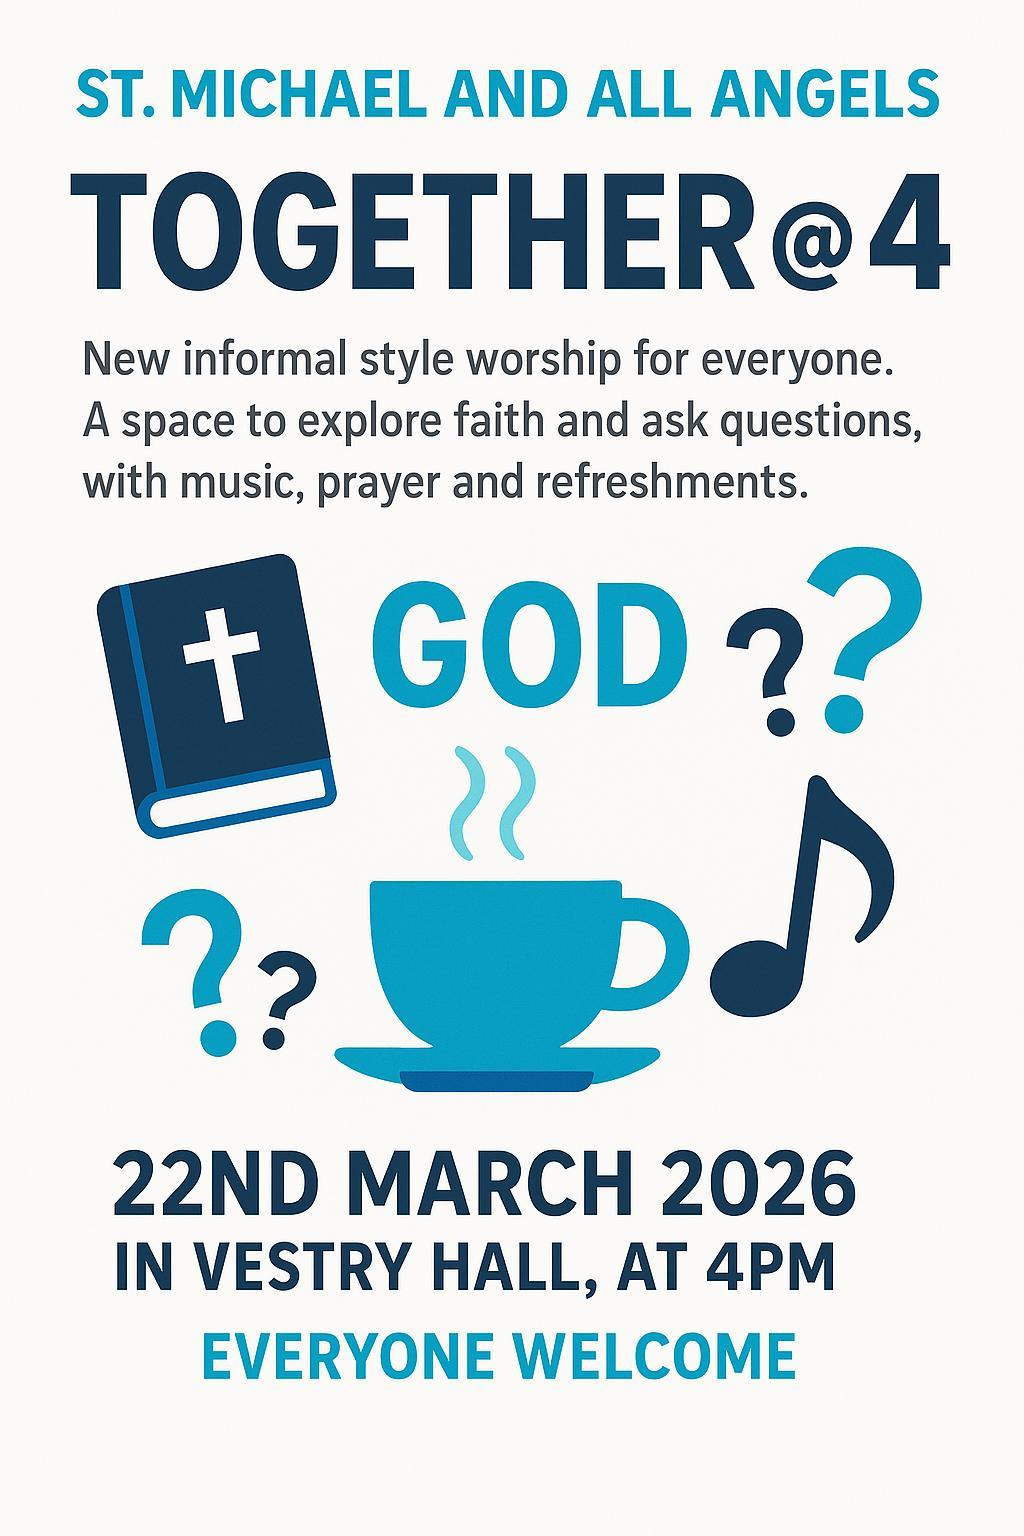 ST. MICHAEL AND ALL ANGELS
TOGETHER@4
New informal style worship for everyone.
A space to explore faith and ask questions,
with music, prayer and refreshments.
GOD ??
??
22ND MARCH 2026
IN VESTRY HALL, AT 4PM
EVERYONE WELCOME